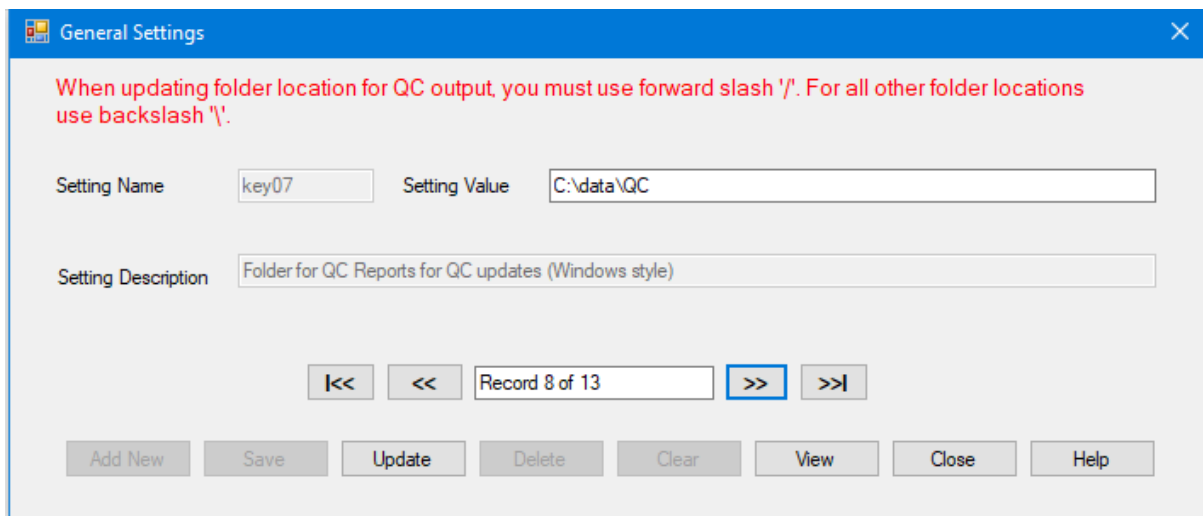 General Settings
When updating folder location for QC output, you must use forward slash '/'. For all other folder locations
use backslash '\'.
Setting Name key07 Setting Value C:\data\QC
Setting Description Folder for QC Reports for QC updates (Windows style)
|<< << Record 8 of 13 >> >>|
Add New Save Update Delete Clear View Close Help